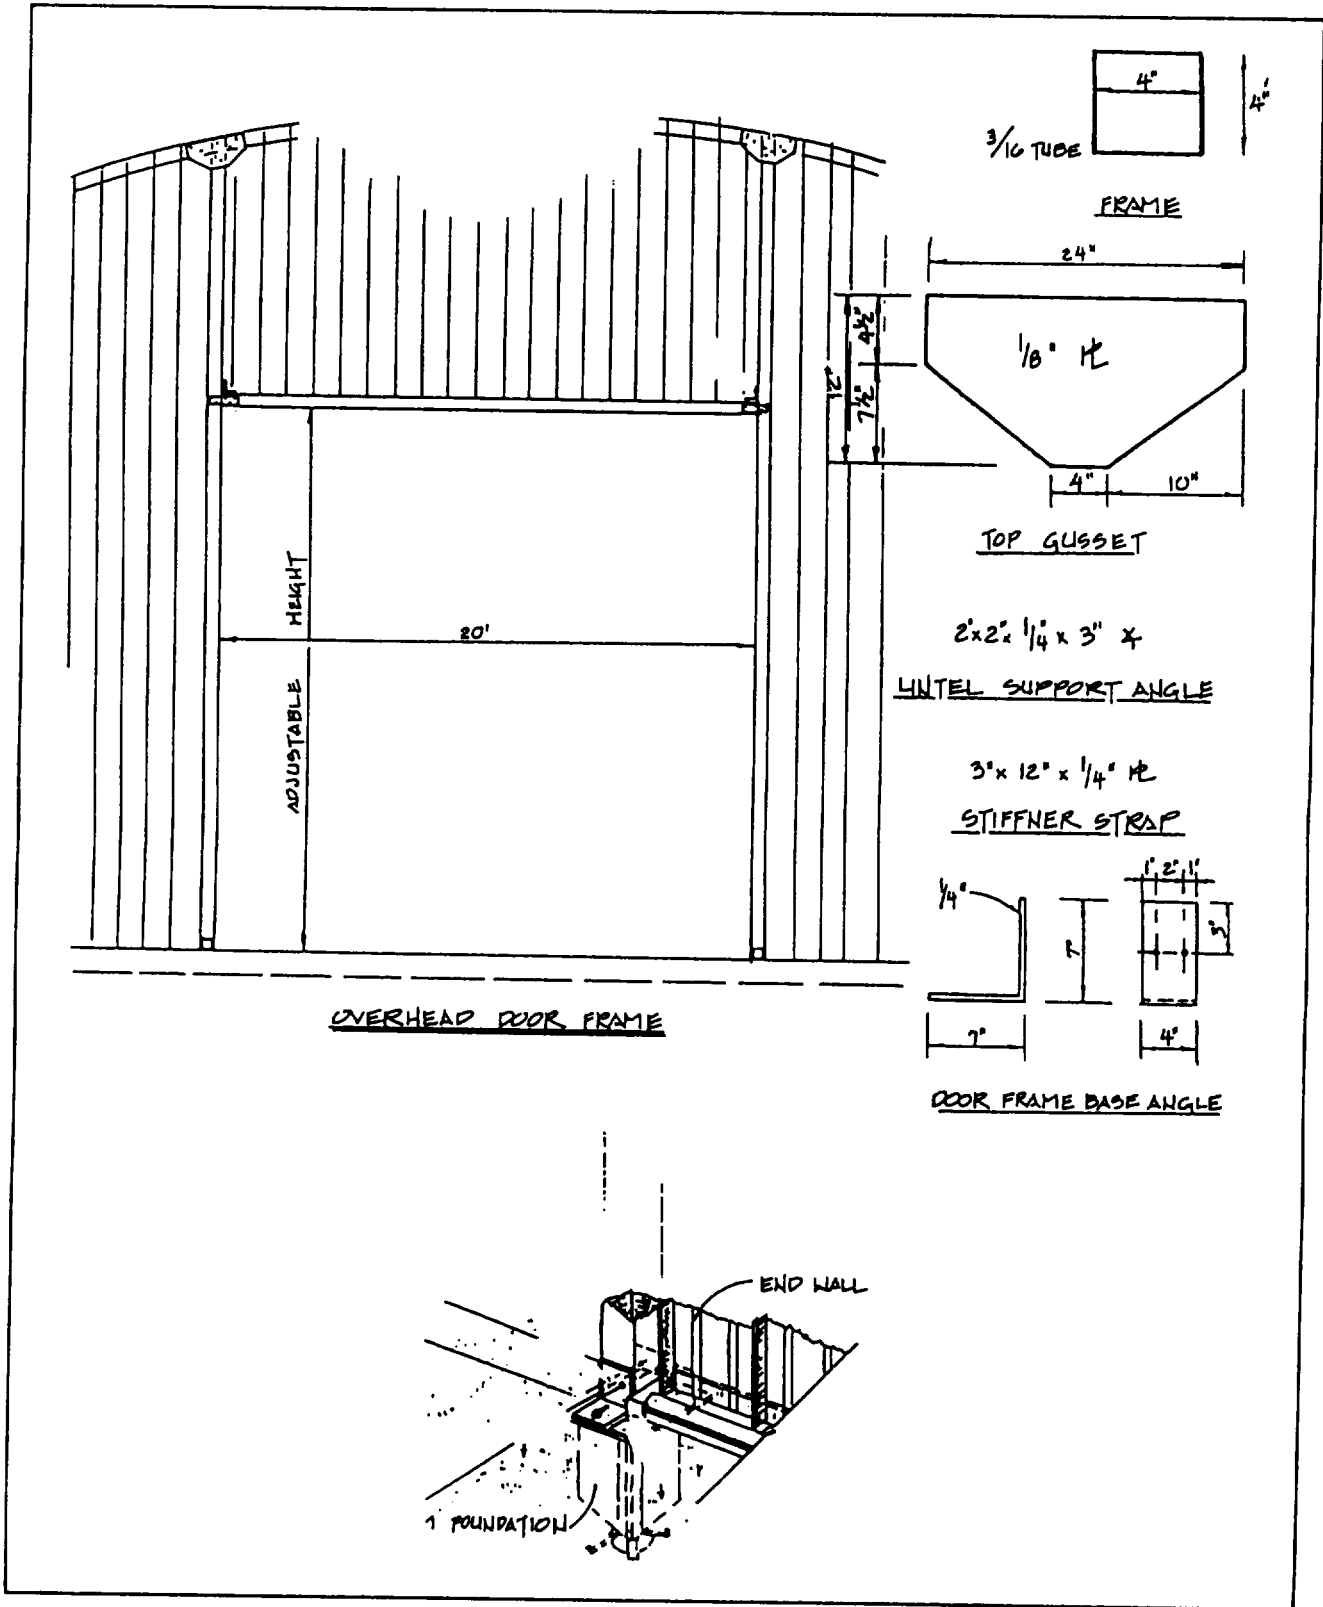 4"
4"
3/16 TUBE
FRAME
24"
4½"
12"
7½"
1/8" PL
4"
10"
TOP GUSSET
HEIGHT
20'
ADJUSTABLE
2"x2"x 1/4" x 3"
LINTEL SUPPORT ANGLE
3"x 12" x 1/4" PL
STIFFNER STRAP
1" 2" 1"
1/4"
7"
3"
7"
4"
OVERHEAD DOOR FRAME
DOOR FRAME BASE ANGLE
END WALL
FOUNDATION